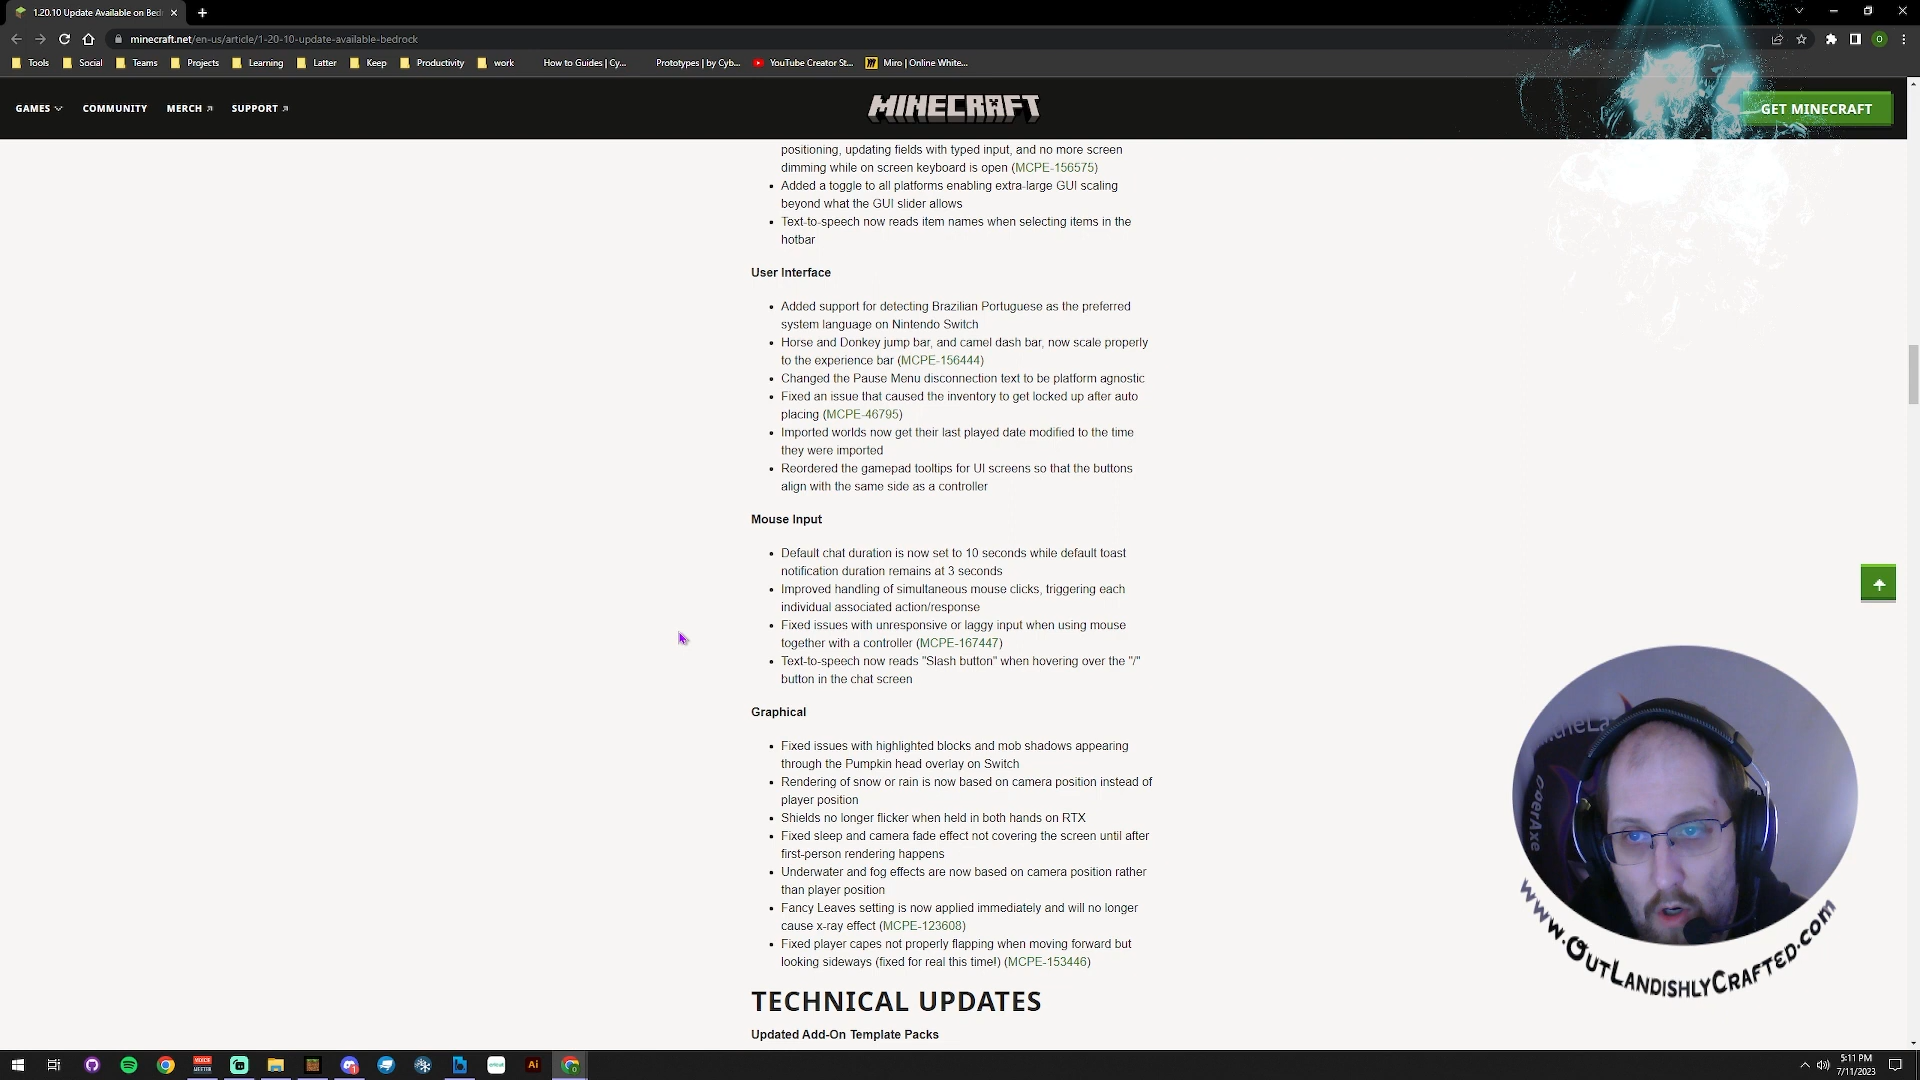 1.20.10 Update Available on Bedr
minecraft.net/en-us/article/1-20-10-update-available-bedrock
Tools Social Teams Projects Learning Latter Keep Productivity work How to Guides | Cy... Prototypes | by Cyb... YouTube Creator St... Miro | Online White...
GAMES COMMUNITY MERCH SUPPORT MINECRAFT GET MINECRAFT
positioning, updating fields with typed input, and no more screen
dimming while on screen keyboard is open (MCPE-156575)
Added a toggle to all platforms enabling extra-large GUI scaling
beyond what the GUI slider allows
Text-to-speech now reads item names when selecting items in the
hotbar
User Interface
Added support for detecting Brazilian Portuguese as the preferred
system language on Nintendo Switch
Horse and Donkey jump bar, and camel dash bar, now scale properly
to the experience bar (MCPE-156444)
Changed the Pause Menu disconnection text to be platform agnostic
Fixed an issue that caused the inventory to get locked up after auto
placing (MCPE-46795)
Imported worlds now get their last played date modified to the time
they were imported
Reordered the gamepad tooltips for UI screens so that the buttons
align with the same side as a controller
Mouse Input
Default chat duration is now set to 10 seconds while default toast
notification duration remains at 3 seconds
Improved handling of simultaneous mouse clicks, triggering each
individual associated action/response
Fixed issues with unresponsive or laggy input when using mouse
together with a controller (MCPE-167447)
Text-to-speech now reads "Slash button" when hovering over the "/"
button in the chat screen
Graphical
Fixed issues with highlighted blocks and mob shadows appearing
through the Pumpkin head overlay on Switch
Rendering of snow or rain is now based on camera position instead of
player position
Shields no longer flicker when held in both hands on RTX
Fixed sleep and camera fade effect not covering the screen until after
first-person rendering happens
Underwater and fog effects are now based on camera position rather
than player position
Fancy Leaves setting is now applied immediately and will no longer
cause x-ray effect (MCPE-123608)
Fixed player capes not properly flapping when moving forward but
looking sideways (fixed for real this time!) (MCPE-153446)
TECHNICAL UPDATES
Updated Add-On Template Packs
www.OutLandishlyCrafted.com
Ai
5:11 PM
7/11/2023